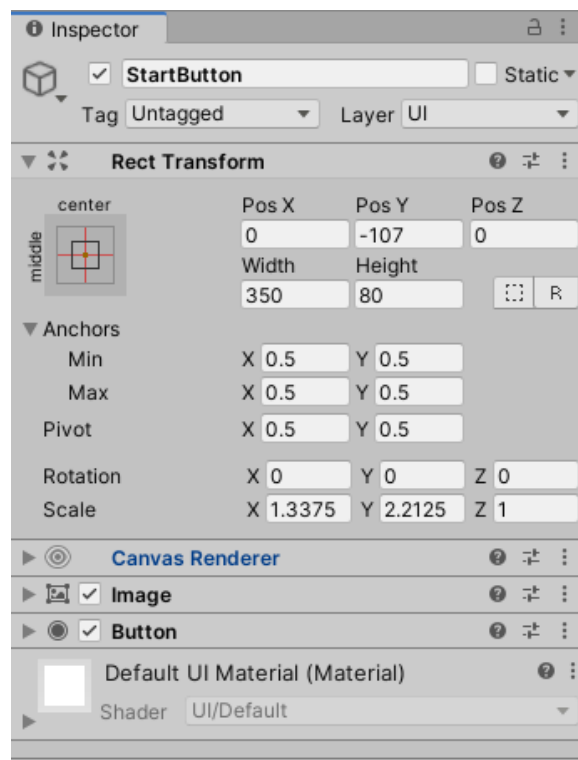 Inspector
StartButton
Static
Tag Untagged Layer UI
Rect Transform
center
middle
Pos X Pos Y Pos Z
0 -107 0
Width Height
350 80
R
Anchors
Min X 0.5 Y 0.5
Max X 0.5 Y 0.5
Pivot X 0.5 Y 0.5
Rotation X 0 Y 0 Z 0
Scale X 1.3375 Y 2.2125 Z 1
Canvas Renderer
Image
Button
Default UI Material (Material)
Shader UI/Default